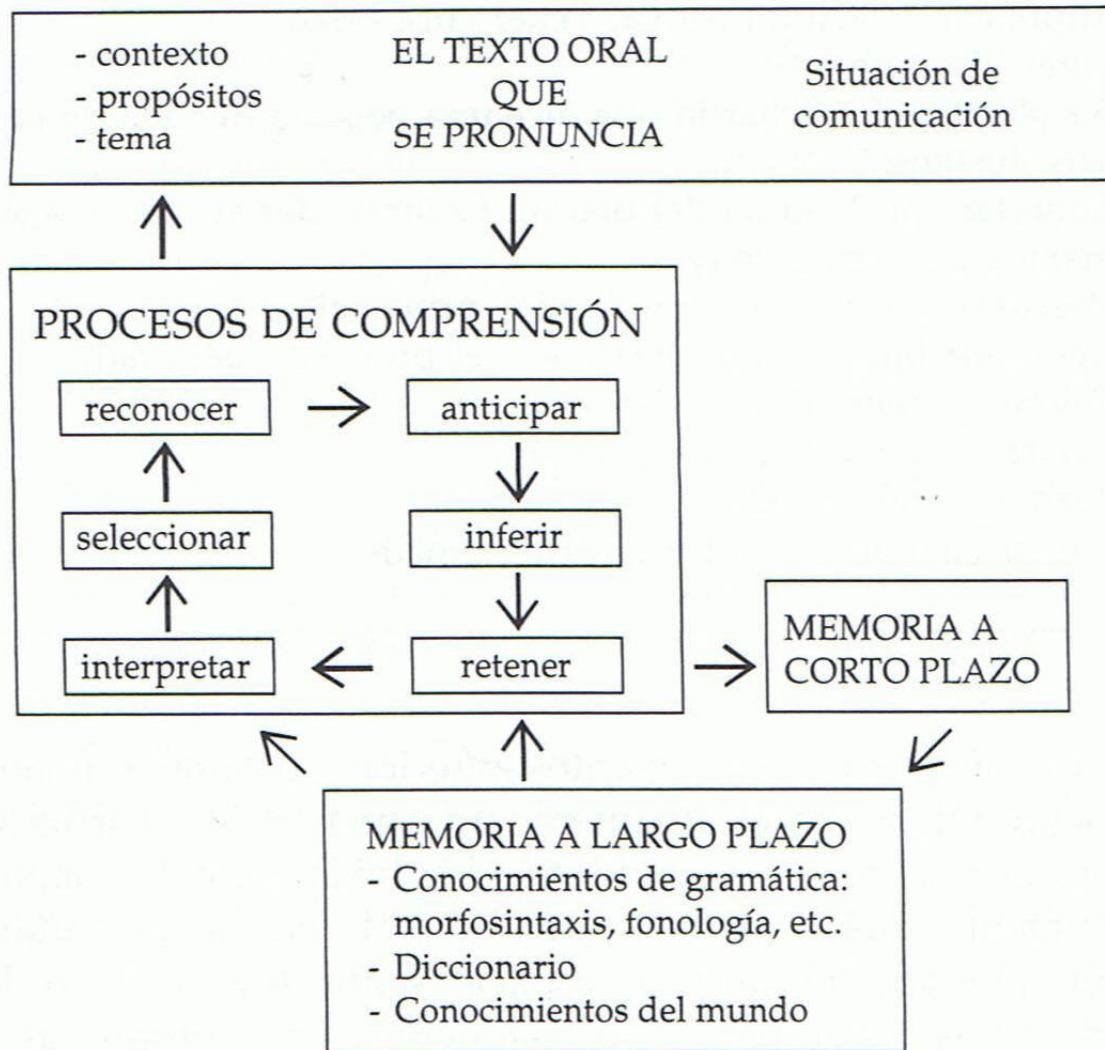 - contexto
- propósitos
- tema
EL TEXTO ORAL
QUE
SE PRONUNCIA
Situación de
comunicación
PROCESOS DE COMPRENSIÓN
reconocer
anticipar
seleccionar
inferir
interpretar
retener
MEMORIA A
CORTO PLAZO
MEMORIA A LARGO PLAZO
- Conocimientos de gramática:
morfosintaxis, fonología, etc.
- Diccionario
- Conocimientos del mundo